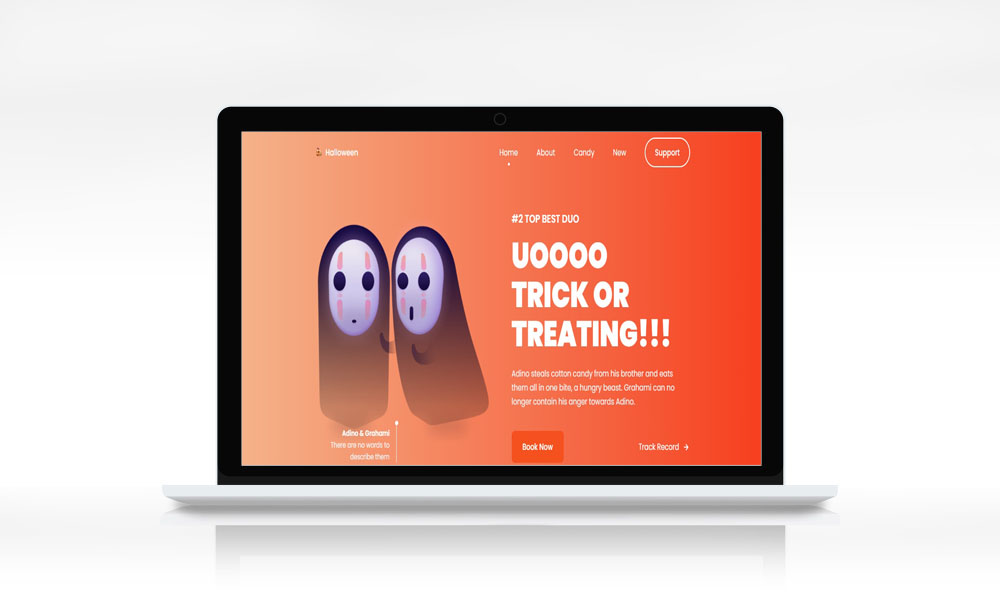 Halloween
Home About Candy New Support
#2 TOP BEST DUO
UOOOO
TRICK OR
TREATING!!!
Adino steals cotton candy from his brother and eats
them all in one bite, a hungry beast. Grahami can no
longer contain his anger towards Adino.
Adino & Grahami
There are no words to
describe them
Book Now
Track Record →